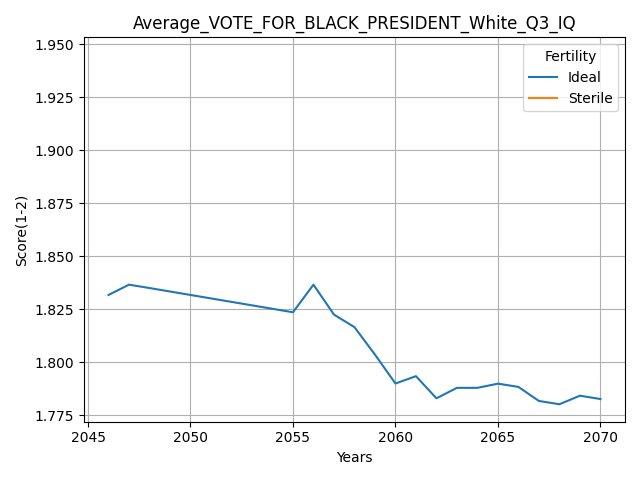 Average_VOTE_FOR_BLACK_PRESIDENT_White_Q3_IQ
Fertility
Ideal
Sterile
Score(1-2)
1.950
1.925
1.900
1.875
1.850
1.825
1.800
1.775
2045
2050
2055
2060
2065
2070
Years